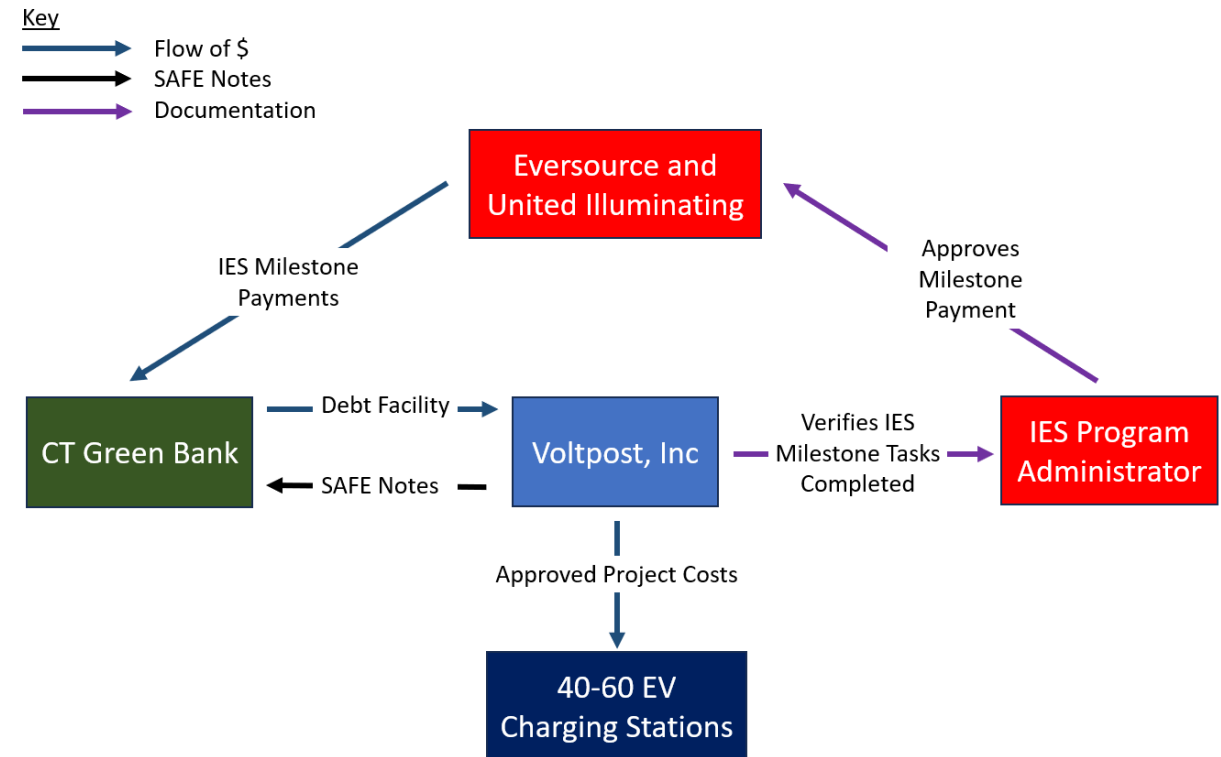 Key
Flow of $
SAFE Notes
Documentation
Eversource and
United Illuminating
IES Milestone
Payments
Approves
Milestone
Payment
CT Green Bank
Debt Facility
SAFE Notes
Voltpost, Inc
Verifies IES
Milestone Tasks
Completed
IES Program
Administrator
Approved Project Costs
40-60 EV
Charging Stations